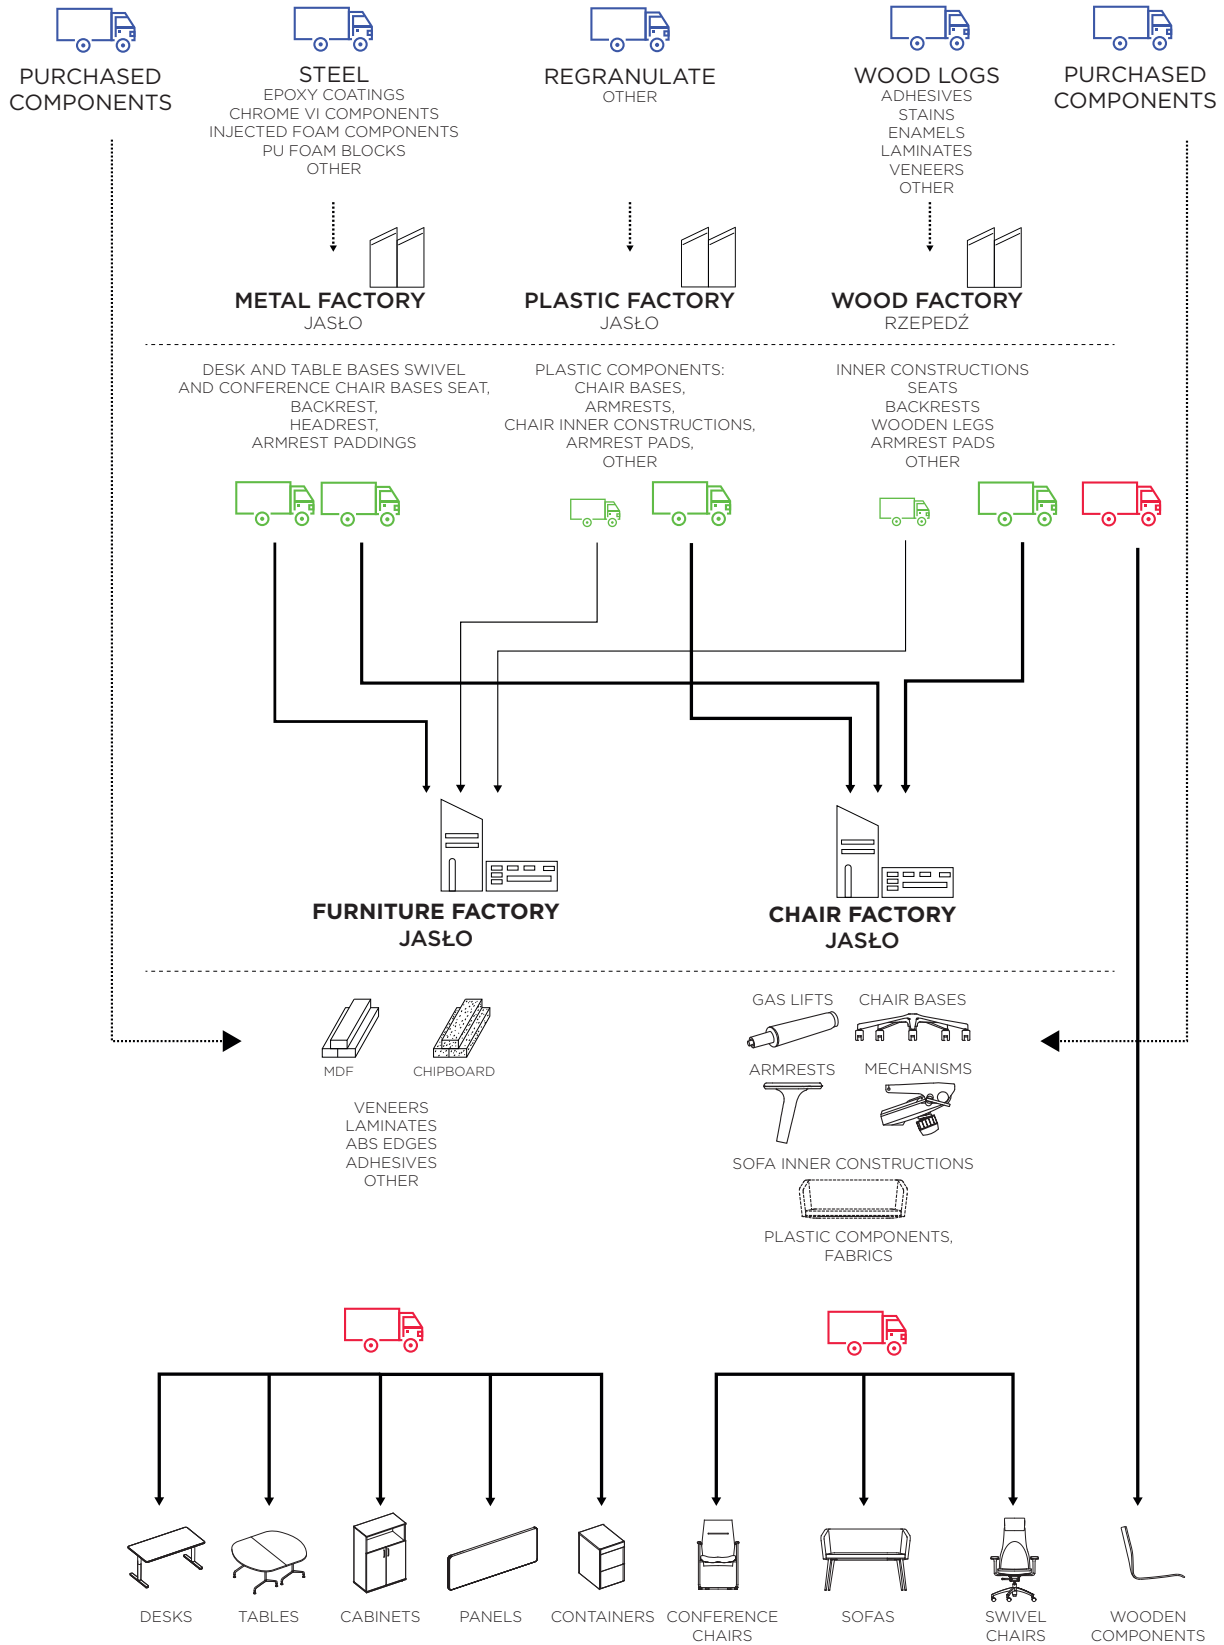 PURCHASED
COMPONENTS
STEEL
EPOXY COATINGS
CHROME VI COMPONENTS
INJECTED FOAM COMPONENTS
PU FOAM BLOCKS
OTHER
REGRANULATE
OTHER
WOOD LOGS
ADHESIVES
STAINS
ENAMELS
LAMINATES
VENEERS
OTHER
PURCHASED
COMPONENTS
METAL FACTORY
JASŁO
PLASTIC FACTORY
JASŁO
WOOD FACTORY
RZEPEDŹ
DESK AND TABLE BASES SWIVEL
AND CONFERENCE CHAIR BASES SEAT,
BACKREST,
HEADREST,
ARMREST PADDINGS
PLASTIC COMPONENTS:
CHAIR BASES,
ARMRESTS,
CHAIR INNER CONSTRUCTIONS,
ARMREST PADS,
OTHER
INNER CONSTRUCTIONS
SEATS
BACKRESTS
WOODEN LEGS
ARMREST PADS
OTHER
FURNITURE FACTORY
JASŁO
CHAIR FACTORY
JASŁO
MDF
CHIPBOARD
VENEERS
LAMINATES
ABS EDGES
ADHESIVES
OTHER
GAS LIFTS
CHAIR BASES
ARMRESTS
MECHANISMS
SOFA INNER CONSTRUCTIONS
PLASTIC COMPONENTS,
FABRICS
DESKS
TABLES
CABINETS
PANELS
CONTAINERS
CONFERENCE
CHAIRS
SOFAS
SWIVEL
CHAIRS
WOODEN
COMPONENTS